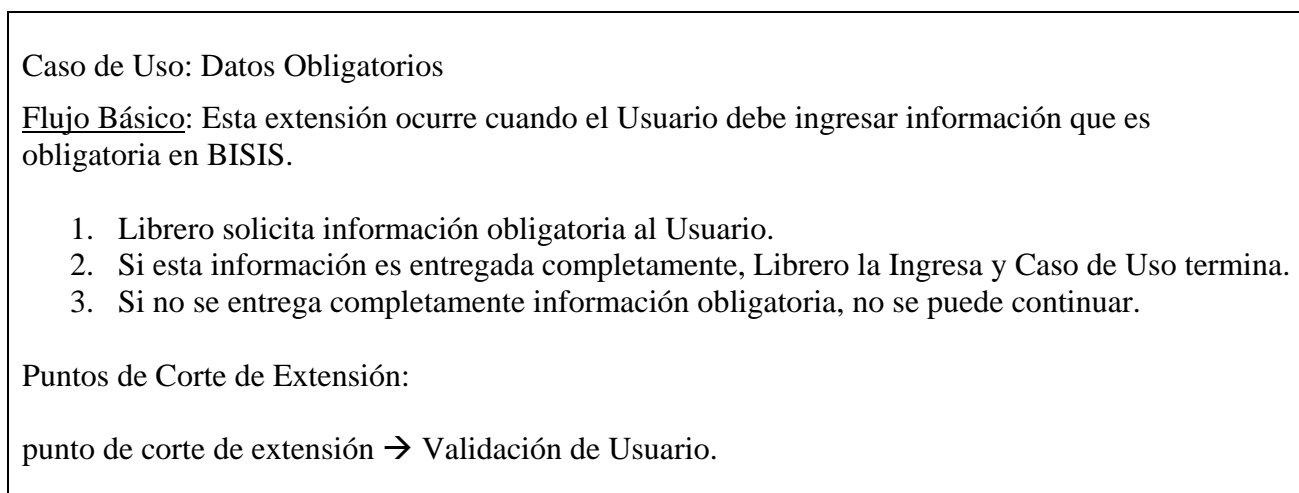 Caso de Uso: Datos Obligatorios
Flujo Básico: Esta extensión ocurre cuando el Usuario debe ingresar información que es
obligatoria en BISIS.
1. Librero solicita información obligatoria al Usuario.
2. Si esta información es entregada completamente, Librero la Ingresa y Caso de Uso termina.
3. Si no se entrega completamente información obligatoria, no se puede continuar.
Puntos de Corte de Extensión:
punto de corte de extensión → Validación de Usuario.